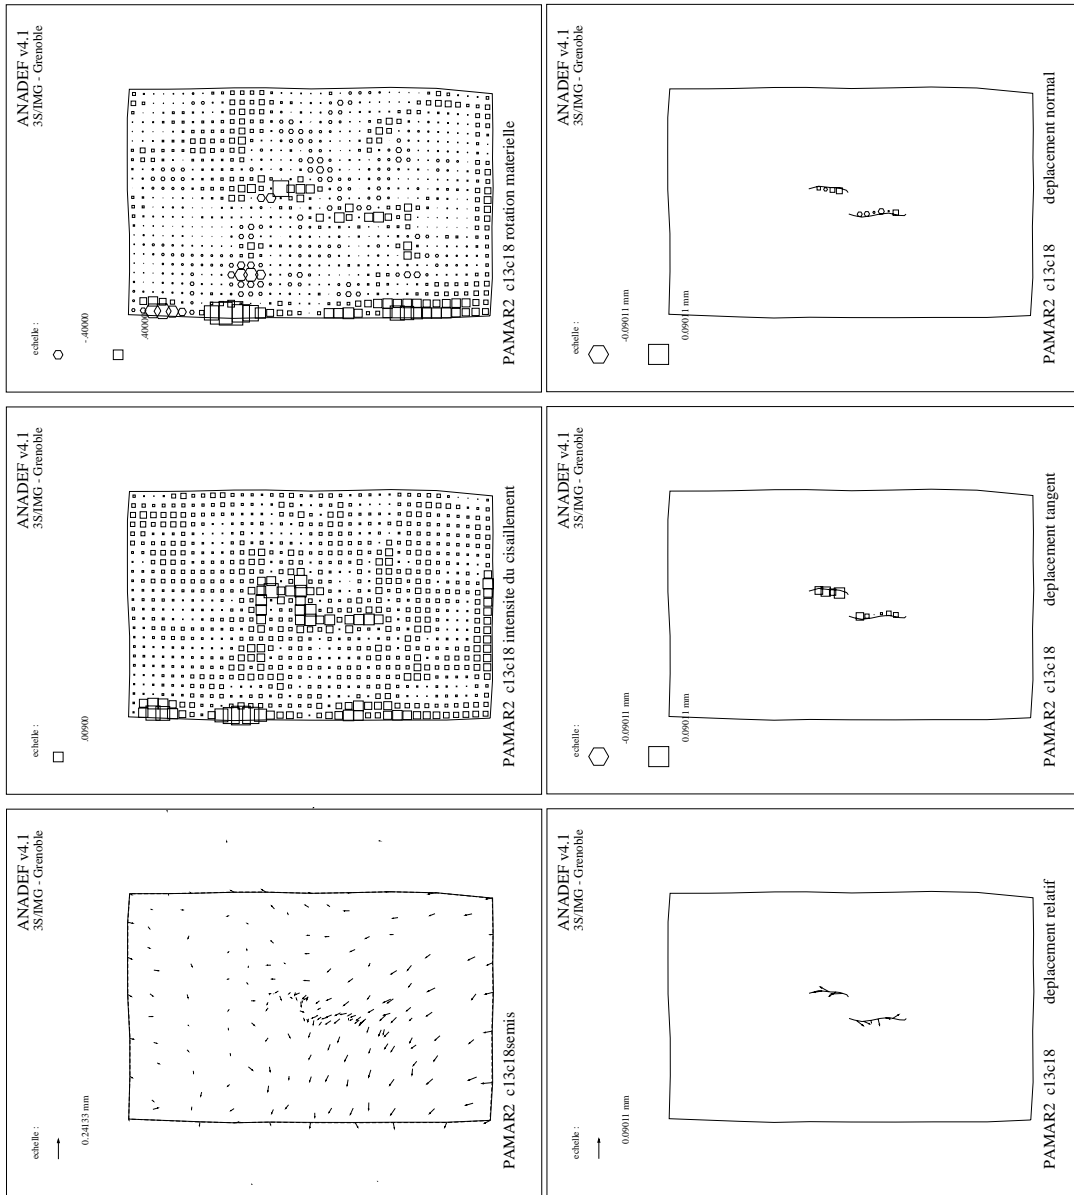 ANADEF v4.1
3S/IMG - Grenoble
echelle :
-.40000
.40000
PAMAR2 c13c18 rotation materielle
ANADEF v4.1
3S/IMG - Grenoble
echelle :
-0.09011 mm
0.09011 mm
PAMAR2 c13c18 deplacement normal
ANADEF v4.1
3S/IMG - Grenoble
echelle :
.00900
PAMAR2 c13c18 intensite du cisaillement
ANADEF v4.1
3S/IMG - Grenoble
echelle :
-0.09011 mm
0.09011 mm
PAMAR2 c13c18 deplacement tangent
ANADEF v4.1
3S/IMG - Grenoble
echelle :
0.24133 mm
PAMAR2 c13c18semis
ANADEF v4.1
3S/IMG - Grenoble
echelle :
0.09011 mm
PAMAR2 c13c18 deplacement relatif